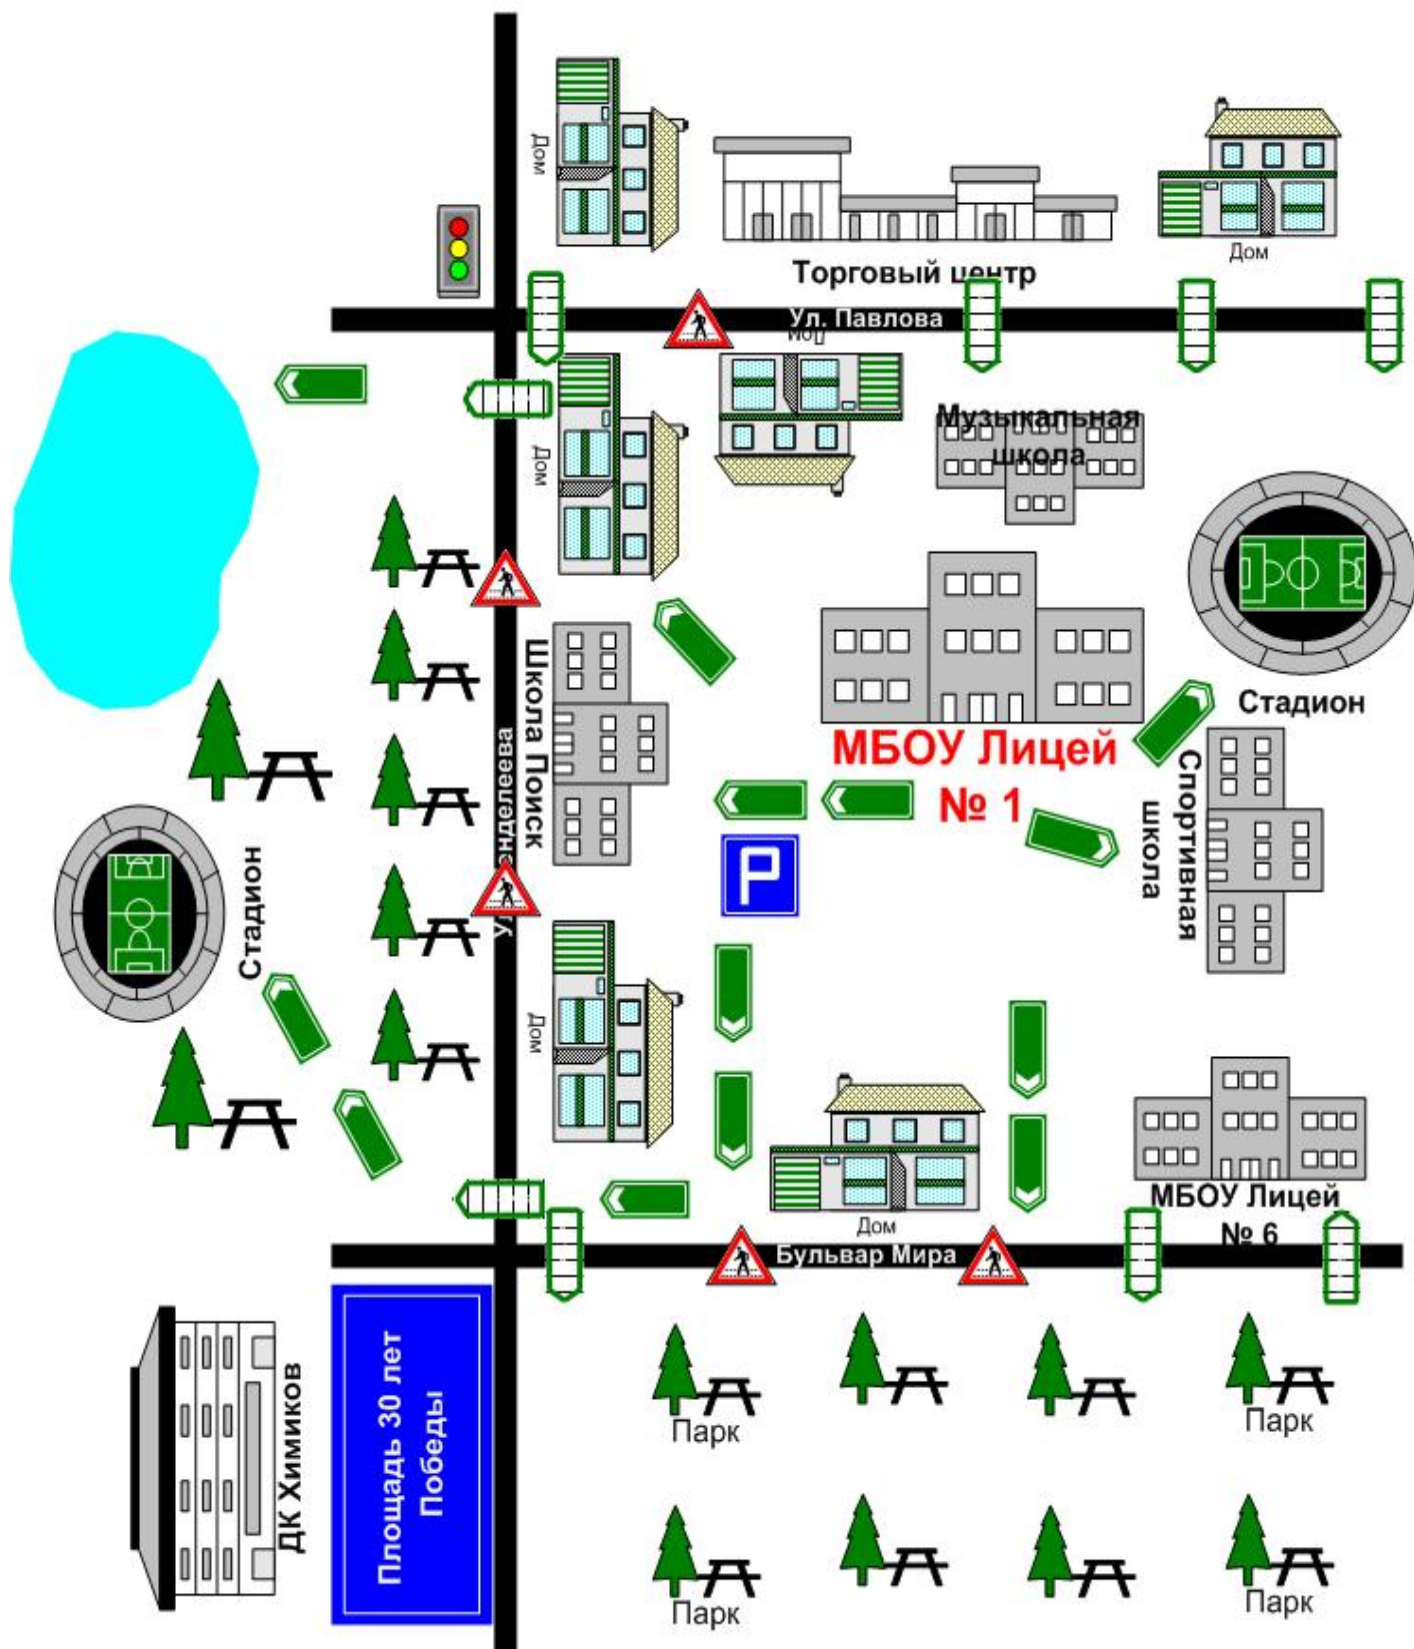 Дом
Торговый центр
Дом
Ул. Павлова
Дом
Музыкальная
школа
Дом
Школа Поиск
Стадион
МБОУ Лицей
№ 1
Спортивная
школа
Стадион
P
Дом
МБОУ Лицей
№ 6
Дом
Бульвар Мира
Площадь 30 лет
Победы
ДК Химиков
Парк
Парк
Парк
Парк